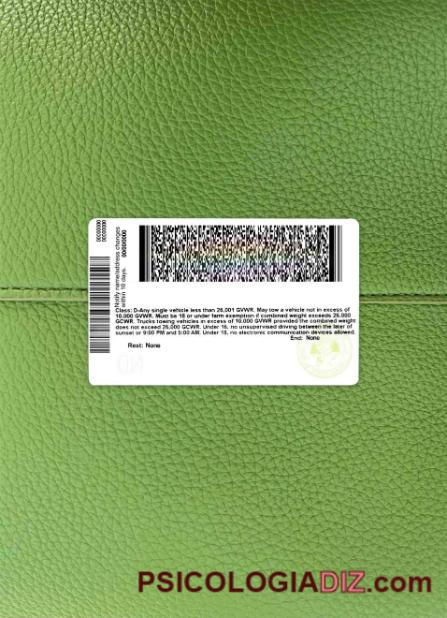 00000000
00000000
Notify name/address changes
within 10 days.
00/00/00
Class: D-Any single vehicle less than 26,001 GVWR. May tow a vehicle not in excess of
10,000 GVWR. Must be 18 or under farm exemption if combined weight exceeds 26,000
GCWR. Trucks towing vehicles in excess of 10,000 GVWR provided the combined weight
does not exceed 26,000 GCWR. Under 16, no unsupervised driving between the later of
sunset or 9:00 PM and 5:00 AM. Under 18, no electronic communication devices allowed.
End: None
Rest: None
ND
PSICOLOGIADIZ.com